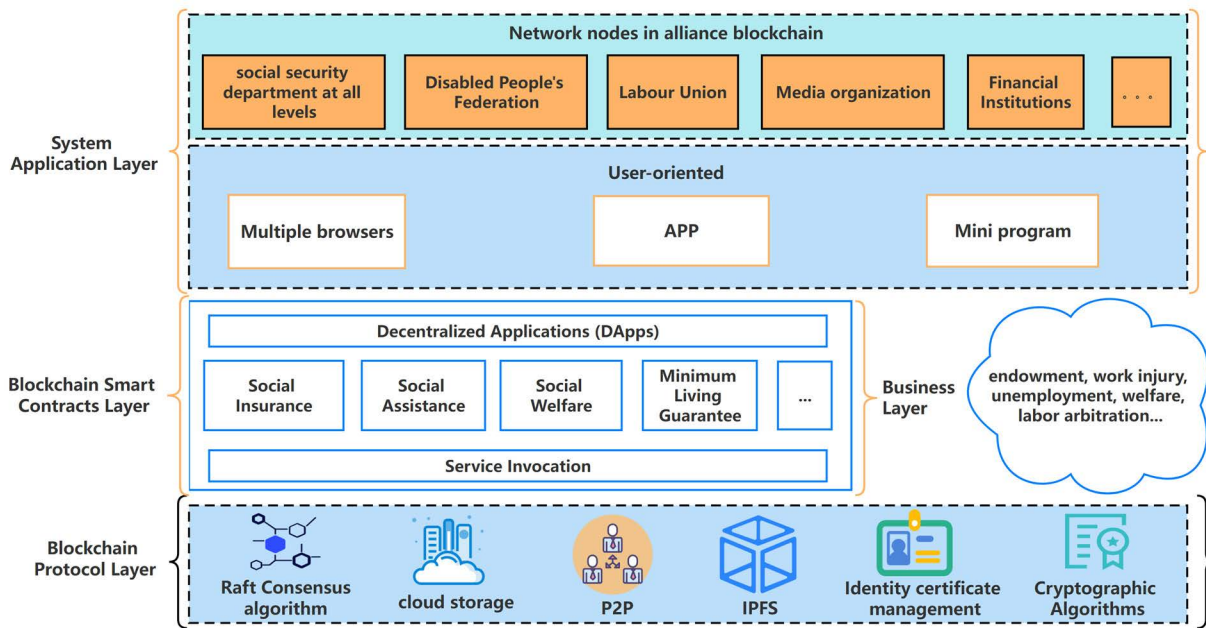 Network nodes in alliance blockchain
social security
department at all
levels
Disabled People's
Federation
Labour Union
Media organization
Financial
Institutions
。。。
System
Application Layer
User-oriented
Multiple browsers
APP
Mini program
Decentralized Applications (DApps)
Blockchain Smart
Contracts Layer
Social
Insurance
Social
Assistance
Social
Welfare
Minimum
Living
Guarantee
...
Service Invocation
Business
Layer
endowment, work injury,
unemployment, welfare,
labor arbitration...
Blockchain
Protocol Layer
Raft Consensus
algorithm
cloud storage
P2P
IPFS
Identity certificate
management
Cryptographic
Algorithms